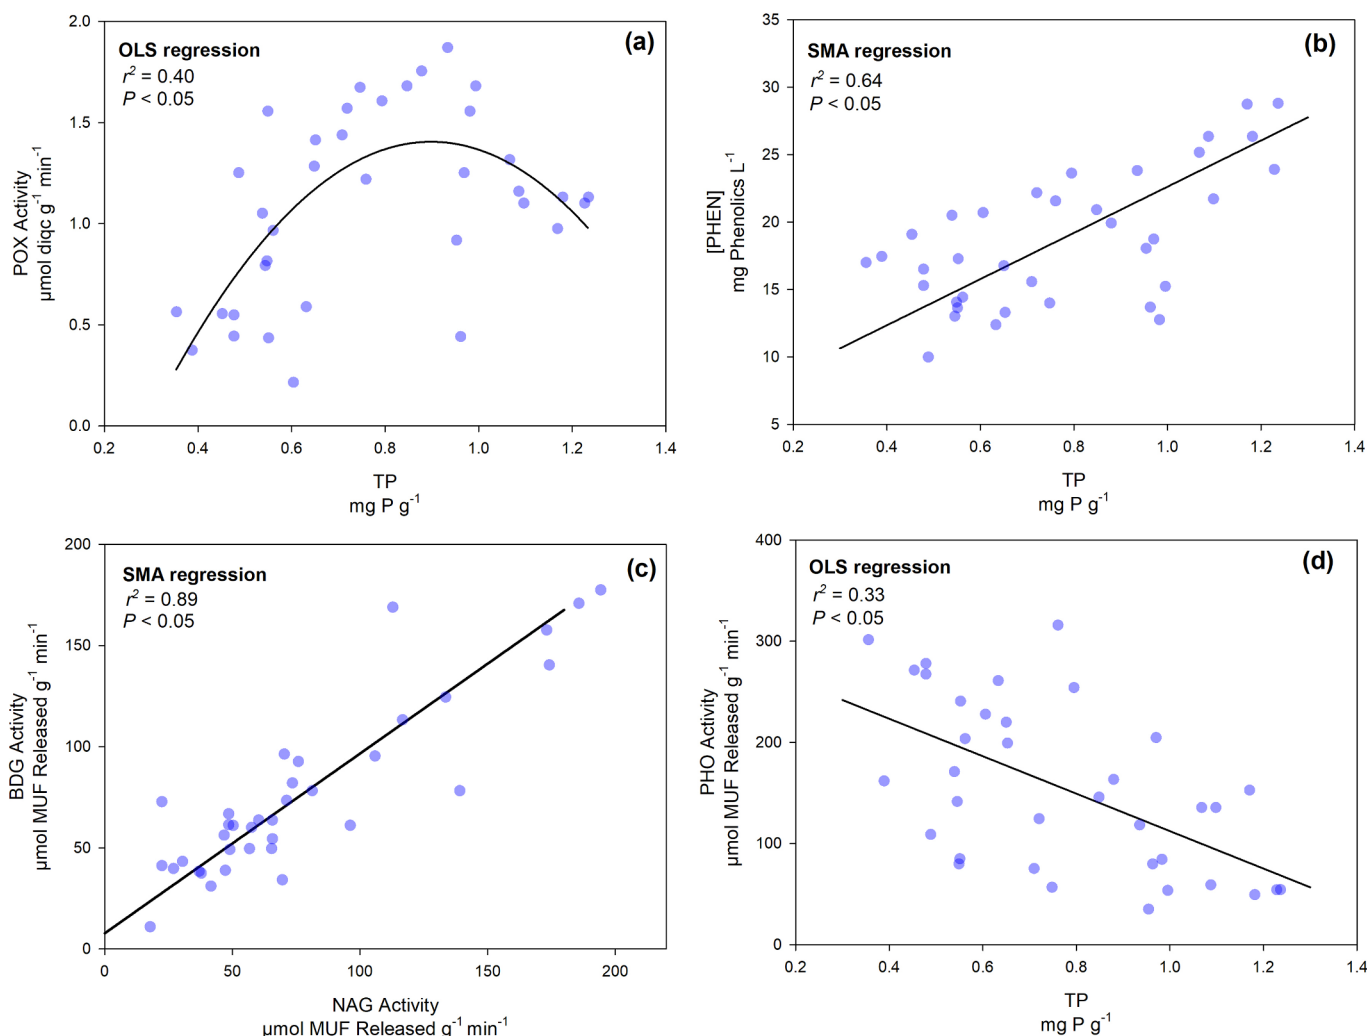 (a)
OLS regression
r² = 0.40
P < 0.05
2.0
1.5
1.0
0.5
0.0
POX Activity
µmol diqc g⁻¹ min⁻¹
0.2 0.4 0.6 0.8 1.0 1.2 1.4
TP
mg P g⁻¹
(b)
SMA regression
r² = 0.64
P < 0.05
35
30
25
20
15
10
5
[PHEN]
mg Phenolics L⁻¹
0.2 0.4 0.6 0.8 1.0 1.2 1.4
TP
mg P g⁻¹
(c)
SMA regression
r² = 0.89
P < 0.05
200
150
100
50
0
BDG Activity
µmol MUF Released g⁻¹ min⁻¹
0 50 100 150 200
NAG Activity
µmol MUF Released g⁻¹ min⁻¹
(d)
OLS regression
r² = 0.33
P < 0.05
400
300
200
100
0
PHO Activity
µmol MUF Released g⁻¹ min⁻¹
0.2 0.4 0.6 0.8 1.0 1.2 1.4
TP
mg P g⁻¹